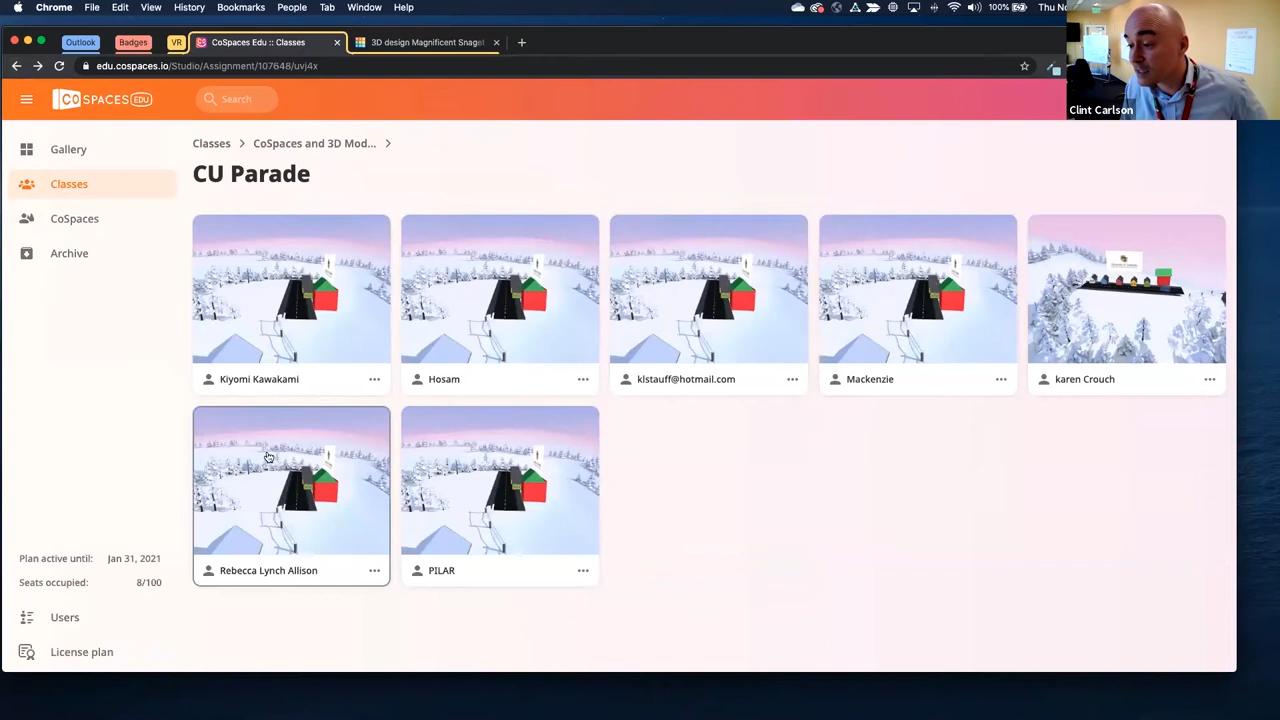 Chrome File Edit View History Bookmarks People Tab Window Help
100% Thu No
Outlook Badges VR CoSpaces Edu :: Classes 3D design Magnificent Snaget
edu.cospaces.io/Studio/Assignment/107648/uvj4x
Clint Carlson
COSPACES EDU
Search
Gallery
Classes
CoSpaces
Archive
Classes > CoSpaces and 3D Mod... >
CU Parade
Kiyomi Kawakami
Hosam
klstauff@hotmail.com
Mackenzie
karen Crouch
Rebecca Lynch Allison
PILAR
Plan active until: Jan 31, 2021
Seats occupied: 8/100
Users
License plan